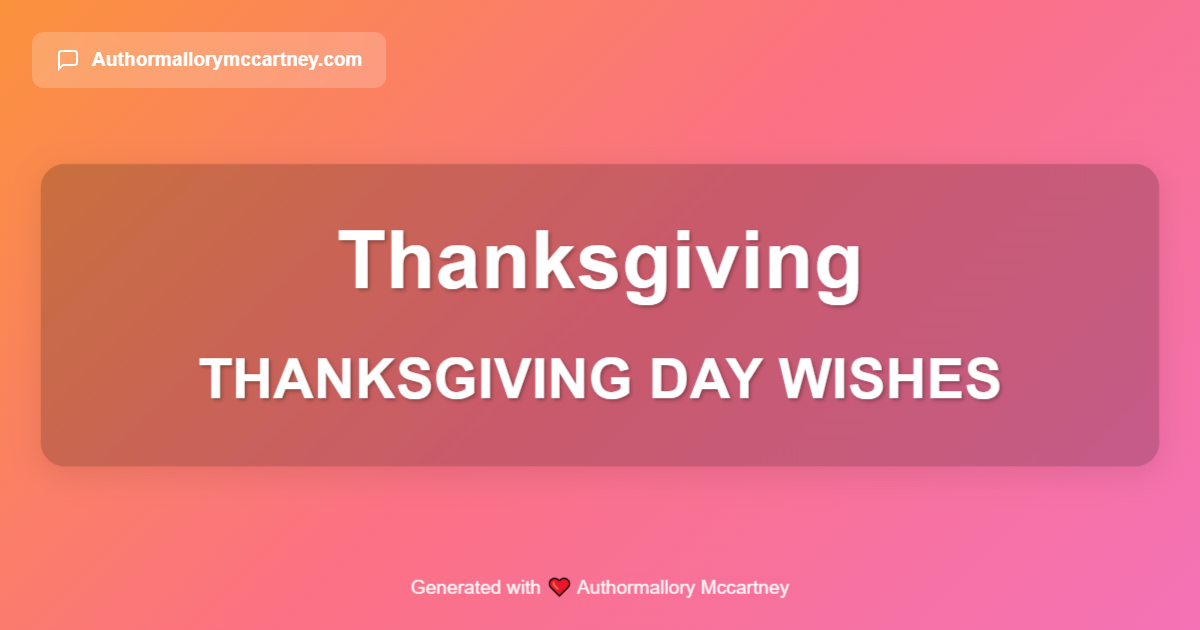 Authormallorymccartney.com
Thanksgiving
THANKSGIVING DAY WISHES
Generated with ❤️ Authormallory Mccartney